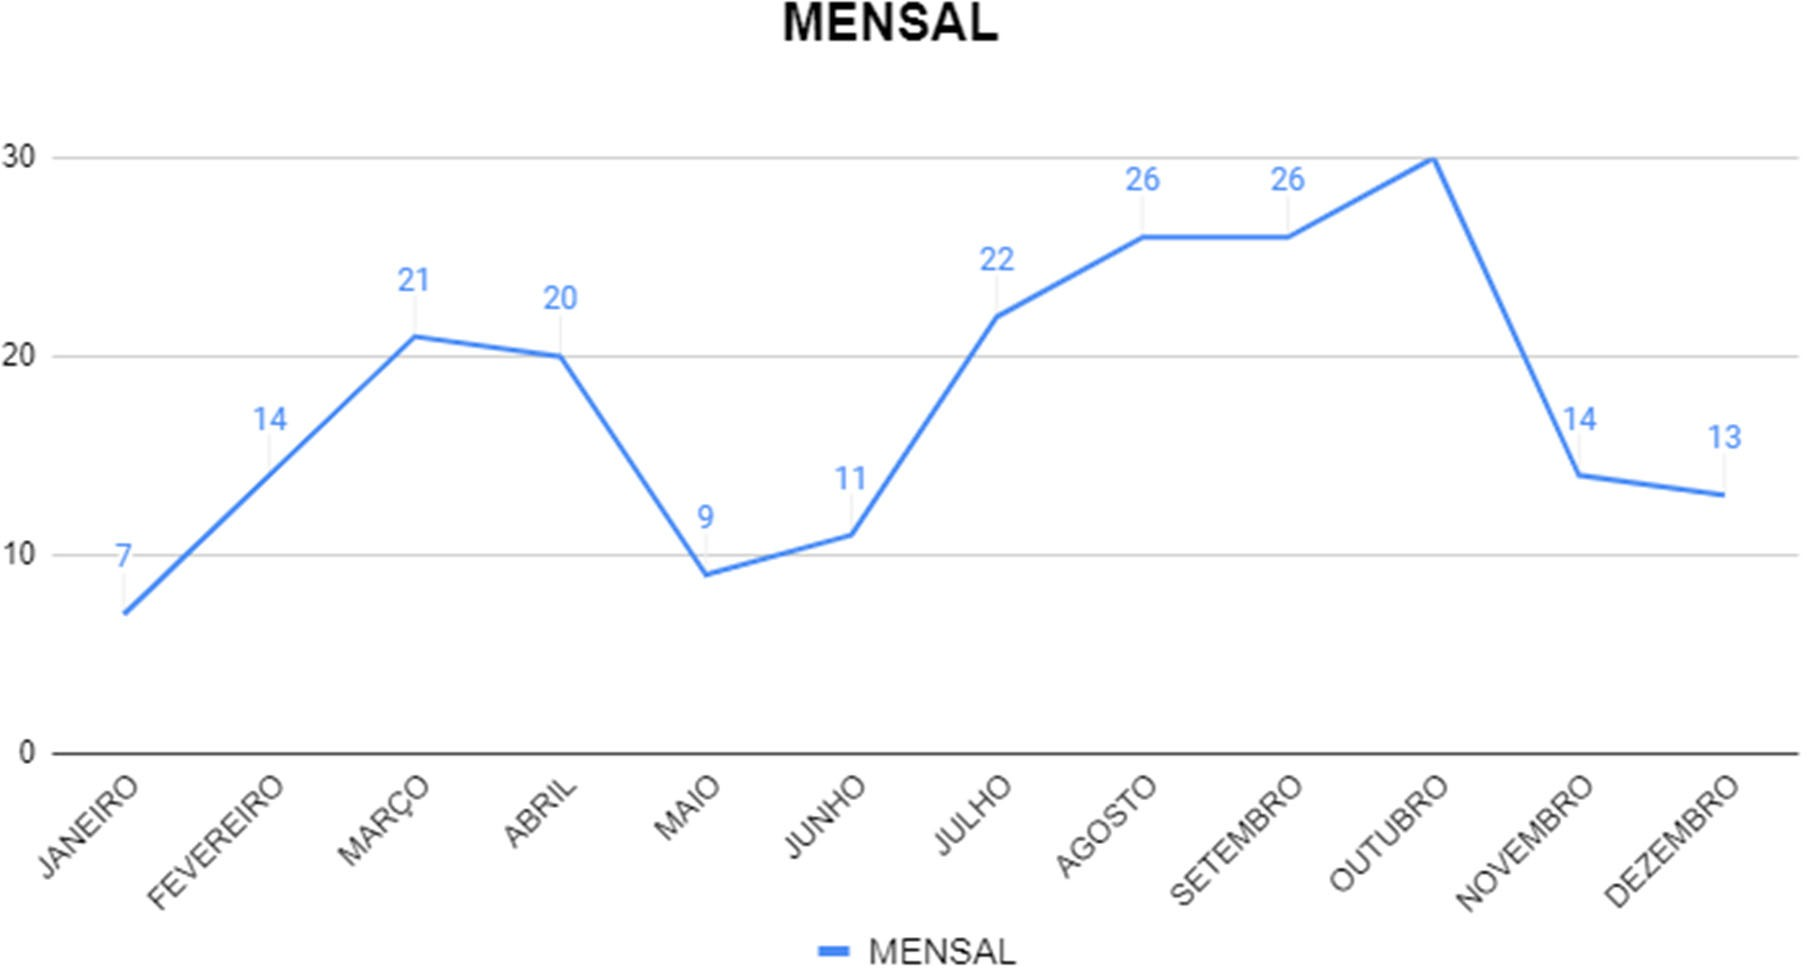 MENSAL
30
26
26
22
21
20
20
14
14
13
11
9
10
7
0
JANEIRO
FEVEREIRO
MARÇO
ABRIL
MAIO
JUNHO
JULHO
AGOSTO
SETEMBRO
OUTUBRO
NOVEMBRO
DEZEMBRO
MENSAL